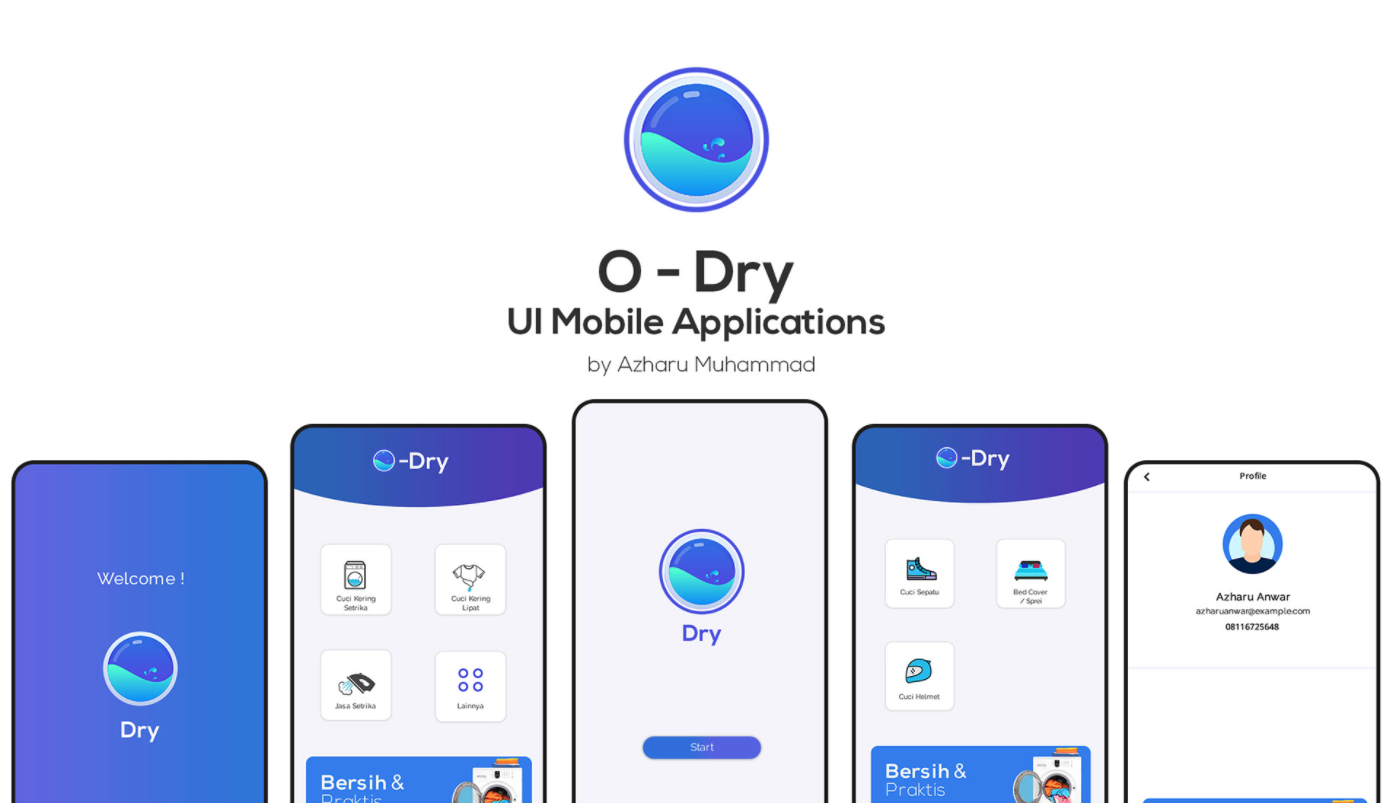 O - Dry
UI Mobile Applications
by Azharu Muhammad
Welcome !
Dry
-Dry
Cuci Kering
Setrika
Cuci Kering
Lipat
Jasa Setrika
Lainnya
Bersih &
Praktis
Dry
Start
-Dry
Cuci Sepatu
Bed Cover
/ Sprei
Cuci Helmet
Bersih &
Praktis
Profile
Azharu Anwar
azharuanwar@example.com
08116725648